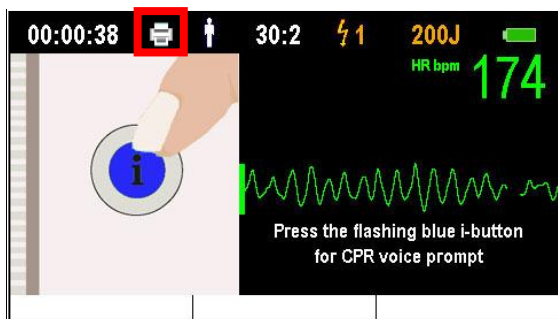 00:00:38 30:2 1 200J
HR bpm 174
i
Press the flashing blue i-button
for CPR voice prompt